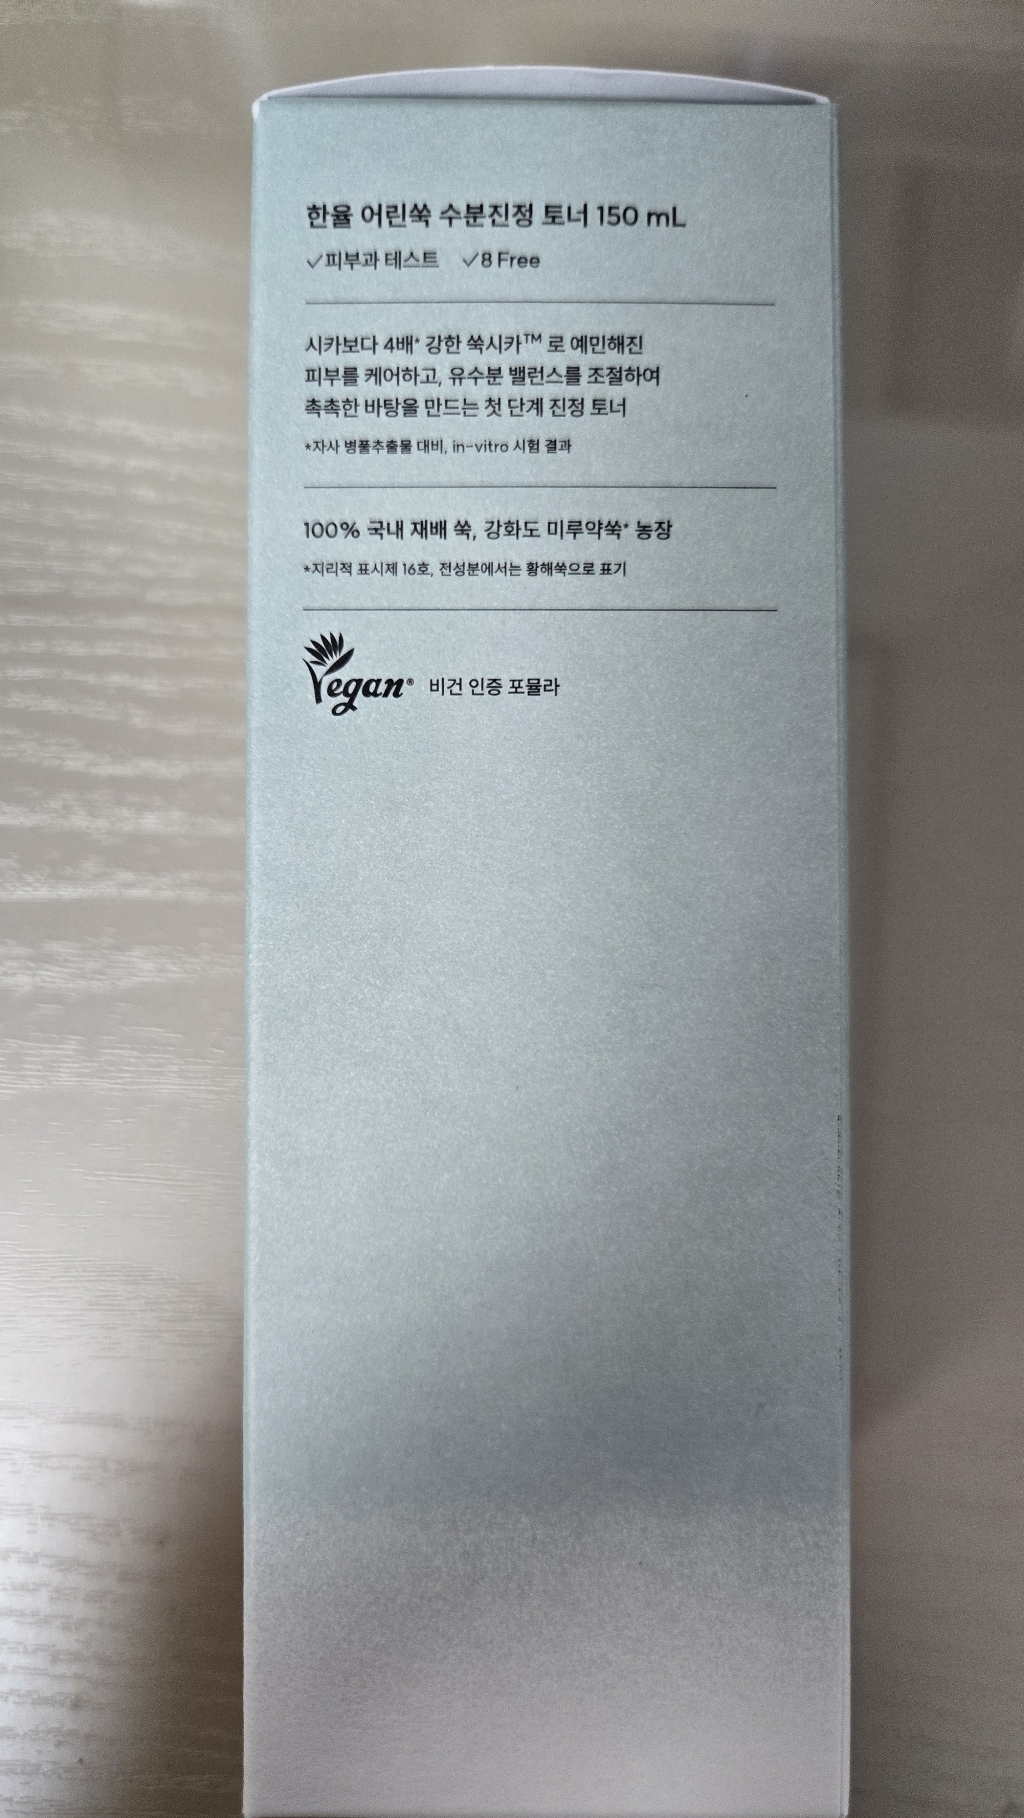 한율 어린쑥 수분진정 토너 150 mL
✓피부과 테스트 ✓8 Free
시카보다 4배* 강한 쑥시카™ 로 예민해진
피부를 케어하고, 유수분 밸런스를 조절하여
촉촉한 바탕을 만드는 첫 단계 진정 토너
*자사 병풀추출물 대비, in-vitro 시험 결과
100% 국내 재배 쑥, 강화도 미루약쑥* 농장
*지리적 표시제 16호, 전성분에서는 황해쑥으로 표기
Vegan® 비건 인증 포뮬라